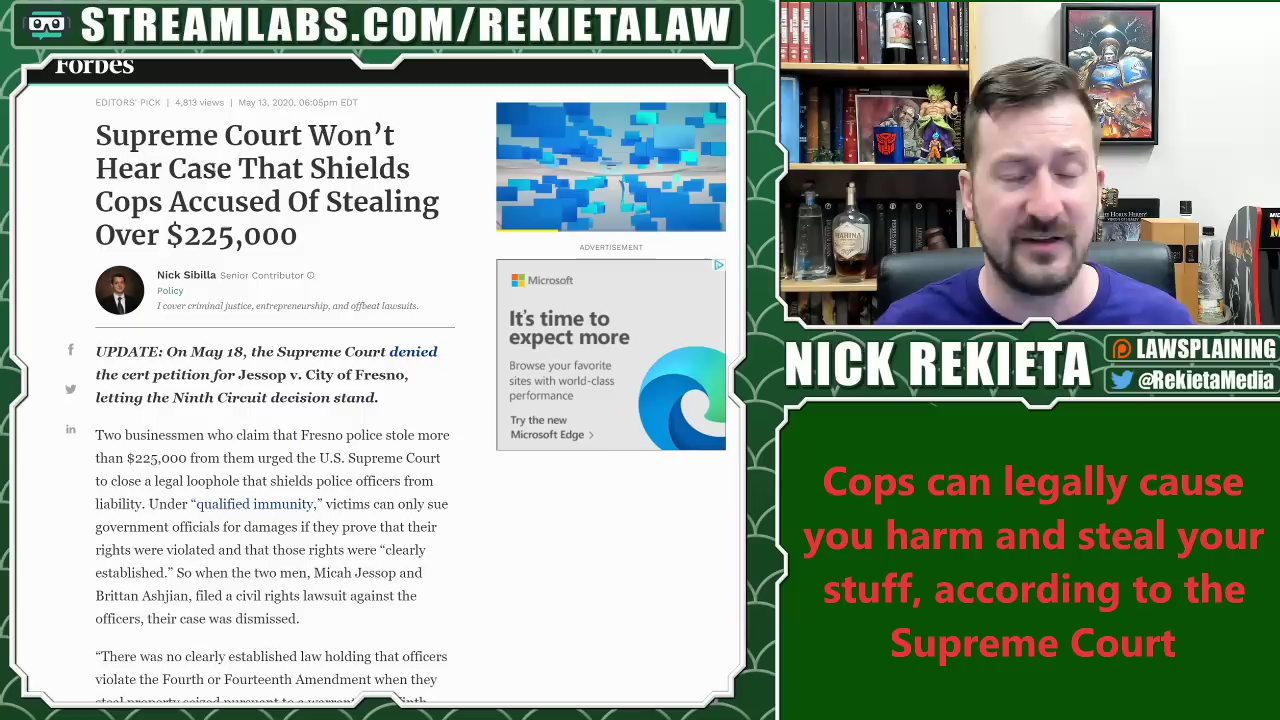 STREAMLABS.COM/REKIETALAW
Forbes
EDITORS' PICK | 4,813 views | May 13, 2020, 06:05pm EDT
Supreme Court Won't
Hear Case That Shields
Cops Accused Of Stealing
Over $225,000
Nick Sibilla Senior Contributor
Policy
I cover criminal justice, entrepreneurship, and offbeat lawsuits.
UPDATE: On May 18, the Supreme Court denied
the cert petition for Jessop v. City of Fresno,
letting the Ninth Circuit decision stand.
Two businessmen who claim that Fresno police stole more
than $225,000 from them urged the U.S. Supreme Court
to close a legal loophole that shields police officers from
liability. Under “qualified immunity,” victims can only sue
government officials for damages if they prove that their
rights were violated and that those rights were “clearly
established.” So when the two men, Micah Jessop and
Brittan Ashjian, filed a civil rights lawsuit against the
officers, their case was dismissed.
“There was no clearly established law holding that officers
violate the Fourth or Fourteenth Amendment when they
steal property seized pursuant to a warrant
ADVERTISEMENT
Microsoft
It's time to
expect more
Browse your favorite
sites with world-class
performance
Try the new
Microsoft Edge >
NICK REKIETA
LAWSPLAINING
@RekietaMedia
Cops can legally cause
you harm and steal your
stuff, according to the
Supreme Court